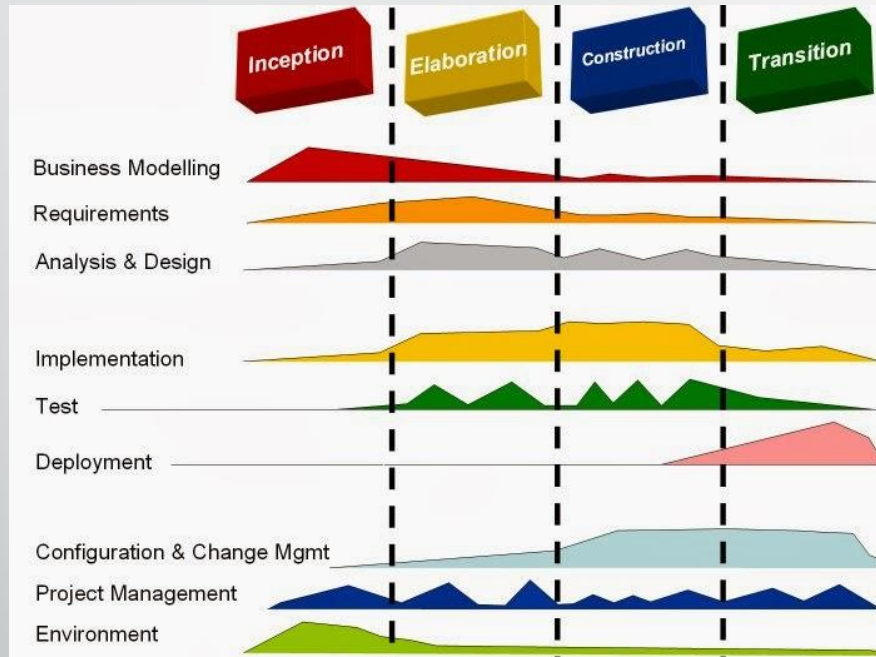 Inception
Elaboration
Construction
Transition
Business Modelling
Requirements
Analysis & Design
Implementation
Test
Deployment
Configuration & Change Mgmt
Project Management
Environment